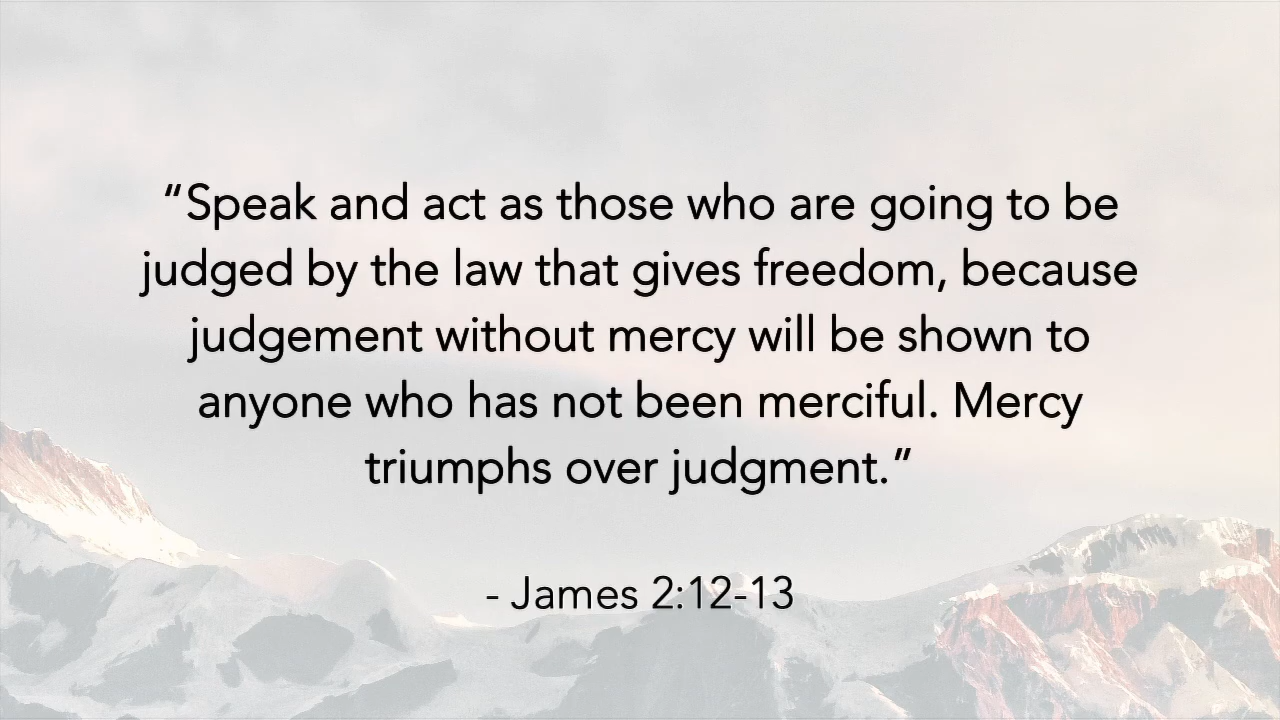 “Speak and act as those who are going to be
judged by the law that gives freedom, because
judgement without mercy will be shown to
anyone who has not been merciful. Mercy
triumphs over judgment.”
- James 2:12-13